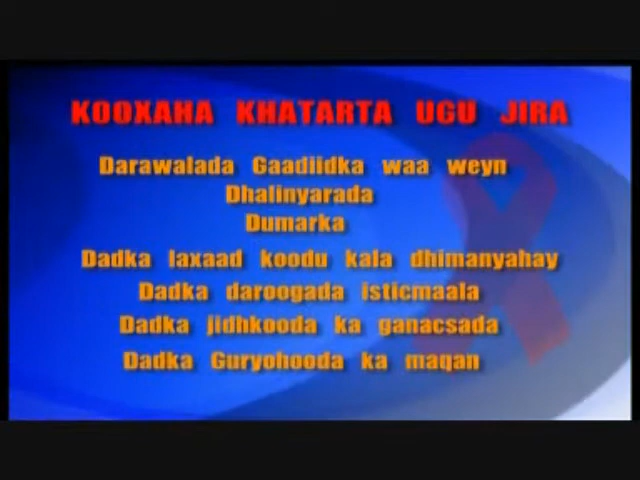 KOOXAHA KHATARTA UGU JIRA
Darawalada Gaadiidka waa weyn
Dhalinyarada
Dumarka
Dadka laxaad koodu kala dhimanyahay
Dadka daroogada isticmaala
Dadka jidhkooda ka ganacsada
Dadka Guryohooda ka maqan